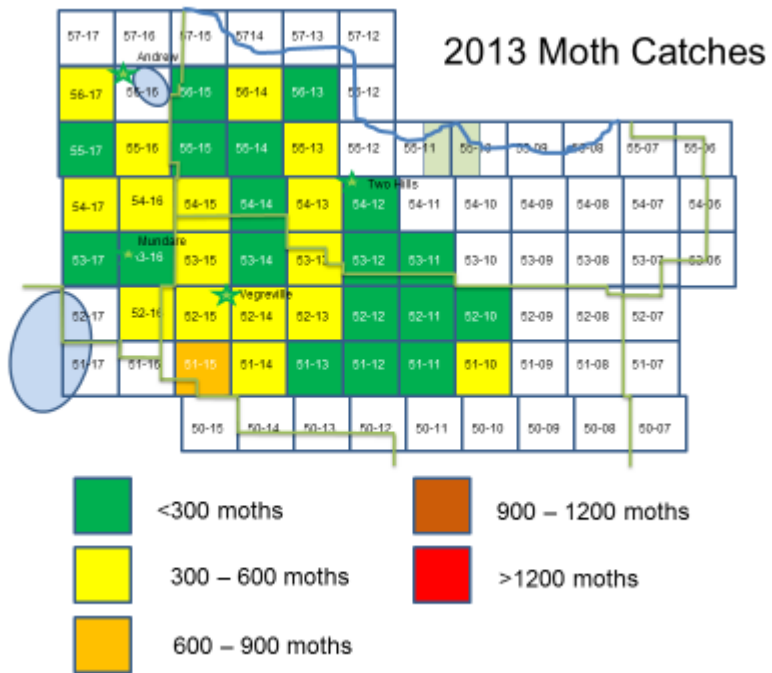 2013 Moth Catches
57-17 57-16 57-15 5714 57-13 57-12
Andrew
56-17 56-15 56-14 56-13
55-17 55-16 55-15 55-14 55-13 55-12 55-11 55-09 55-07 55-06
Two Hills
54-17 54-16 54-15 54-14 54-13 54-12 54-11 54-10 54-09 54-08 54-07 54-06
Mundare
53-17 53-15 53-14 53-12 53-11 53-10 53-09 53-08 53-07
Vegreville
52-17 52-16 52-15 52-14 52-13 52-12 52-11 52-10 52-09 52-08 52-07
51-17 51-15 51-14 51-13 51-12 51-11 51-10 51-09 51-08 51-07
50-15 50-14 50-13 50-12 50-11 50-10 50-09 50-08 50-07
<300 moths
900 – 1200 moths
300 – 600 moths
>1200 moths
600 – 900 moths